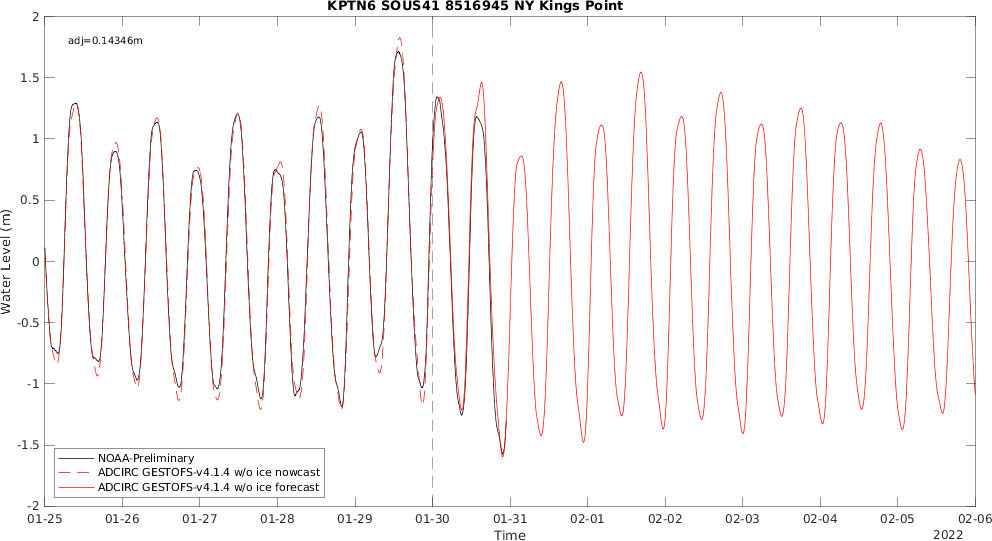 KPTN6 SOUS41 8516945 NY Kings Point
adj=0.14346m
2
1.5
1
0.5
0
-0.5
-1
-1.5
-2
Water Level (m)
NOAA-Preliminary
ADCIRC GESTOFS-v4.1.4 w/o ice nowcast
ADCIRC GESTOFS-v4.1.4 w/o ice forecast
01-25 01-26 01-27 01-28 01-29 01-30 01-31 02-01 02-02 02-03 02-04 02-05 02-06
Time
2022